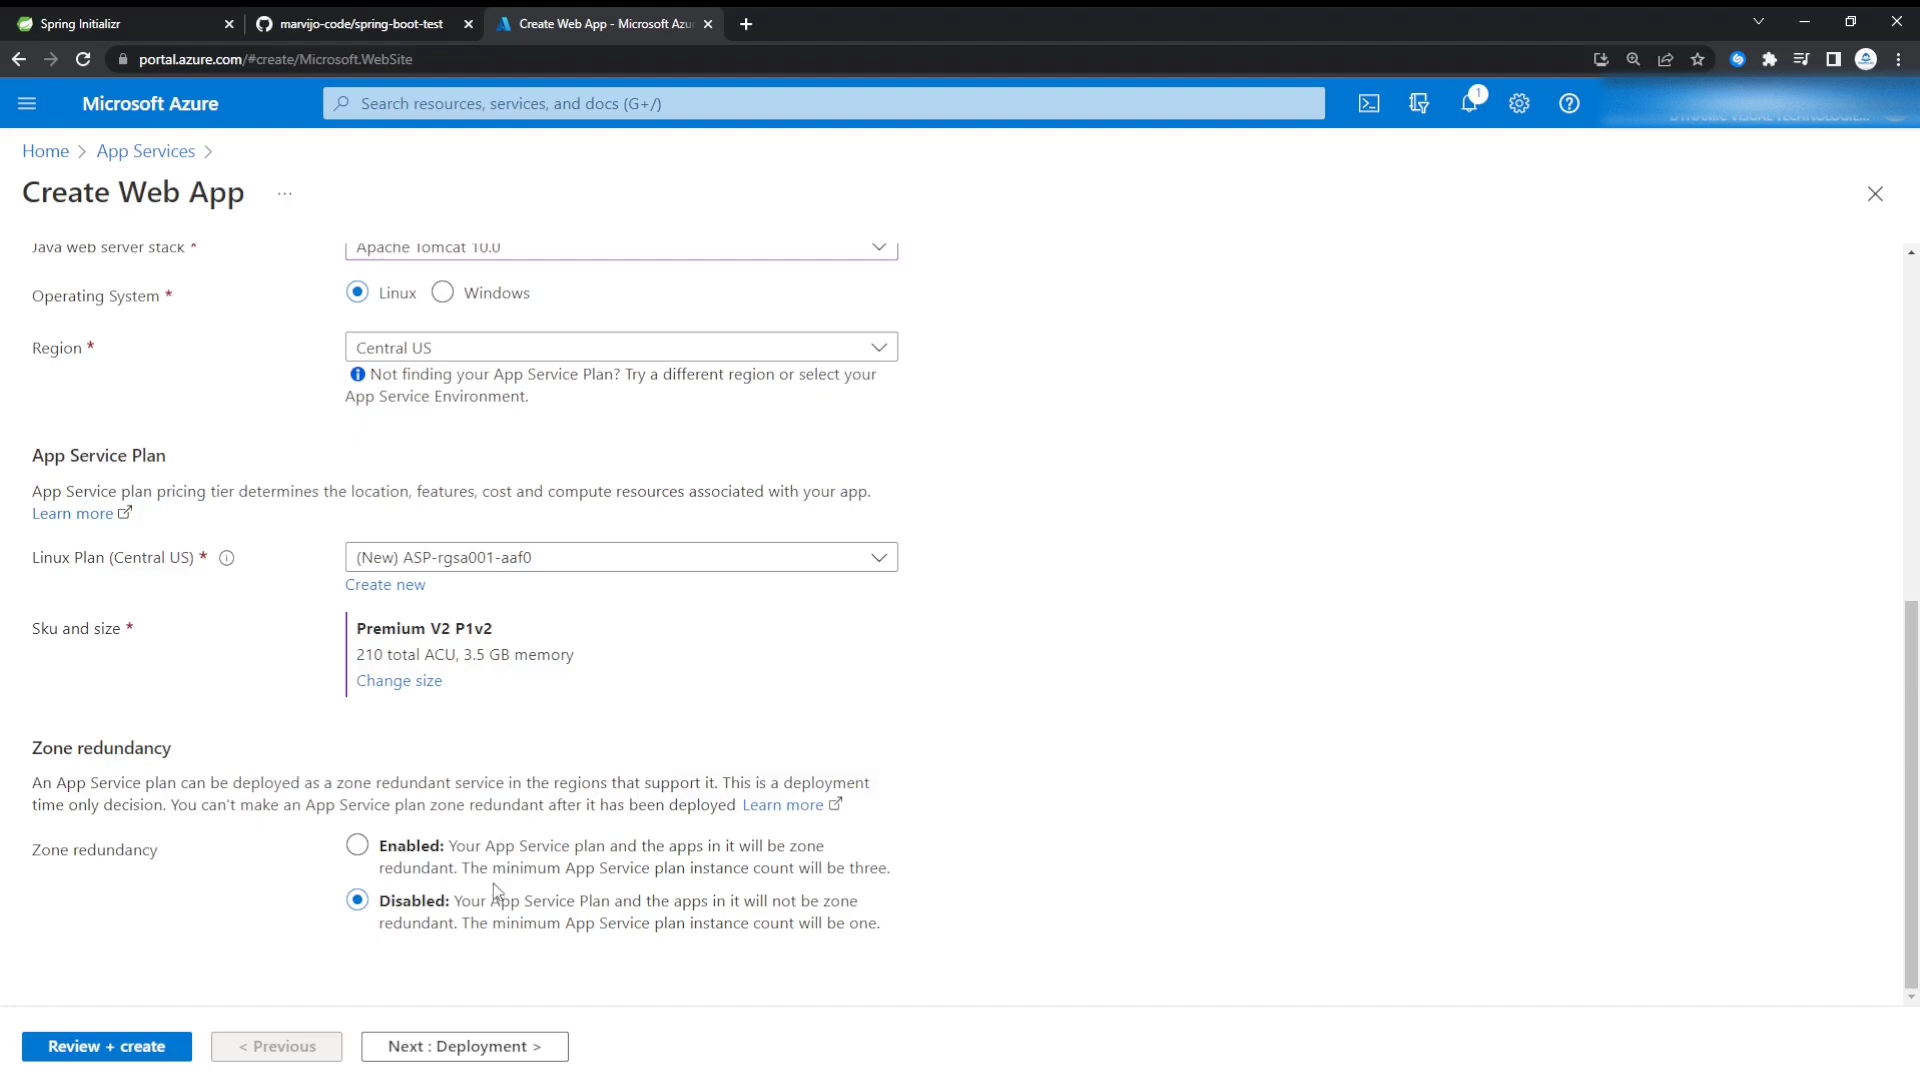 Spring Initializr
marvijo-code/spring-boot-test
Create Web App - Microsoft Azu
portal.azure.com/#create/Microsoft.WebSite
Microsoft Azure
Search resources, services, and docs (G+/)
1
Home > App Services >
Create Web App ...
Java web server stack *
Apache Tomcat 10.0
Operating System *
Linux
Windows
Region *
Central US
Not finding your App Service Plan? Try a different region or select your
App Service Environment.
App Service Plan
App Service plan pricing tier determines the location, features, cost and compute resources associated with your app.
Learn more
Linux Plan (Central US) *
(New) ASP-rgsa001-aaf0
Create new
Sku and size *
Premium V2 P1v2
210 total ACU, 3.5 GB memory
Change size
Zone redundancy
An App Service plan can be deployed as a zone redundant service in the regions that support it. This is a deployment
time only decision. You can't make an App Service plan zone redundant after it has been deployed Learn more
Zone redundancy
Enabled: Your App Service plan and the apps in it will be zone
redundant. The minimum App Service plan instance count will be three.
Disabled: Your App Service Plan and the apps in it will not be zone
redundant. The minimum App Service plan instance count will be one.
Review + create
< Previous
Next : Deployment >